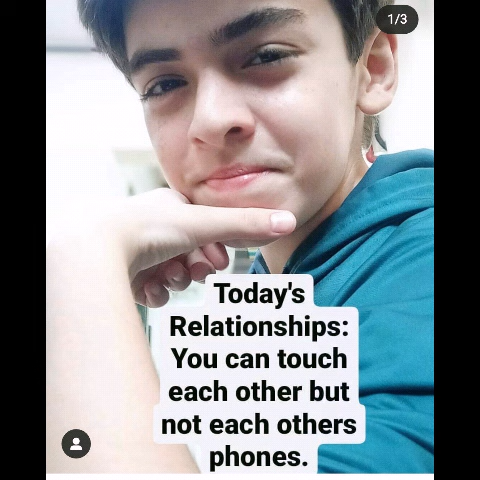 1/3
Today's
Relationships:
You can touch
each other but
not each others
phones.